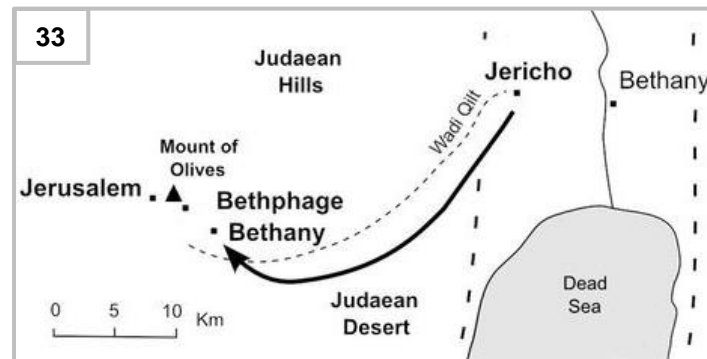 33
Judaean
Hills
Jericho
Bethany
Wadi Qilt
Mount of
Olives
Jerusalem
Bethphage
Bethany
Judaean
Desert
Dead
Sea
0 5 10
Km